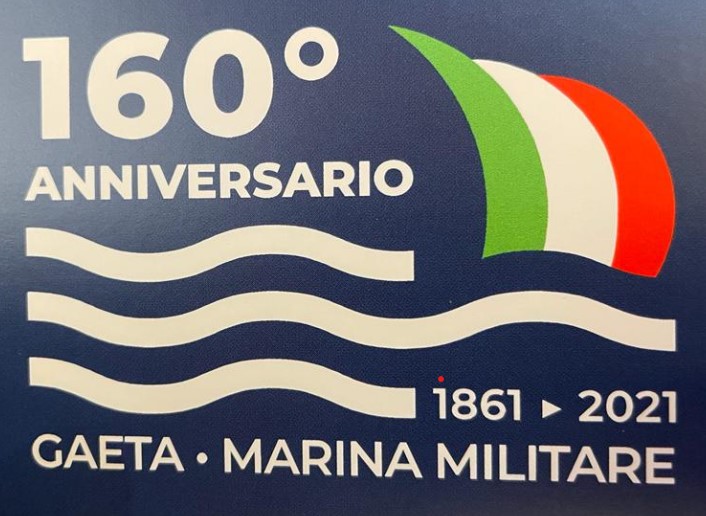 160°
ANNIVERSARIO
1861 ▸ 2021
GAETA • MARINA MILITARE